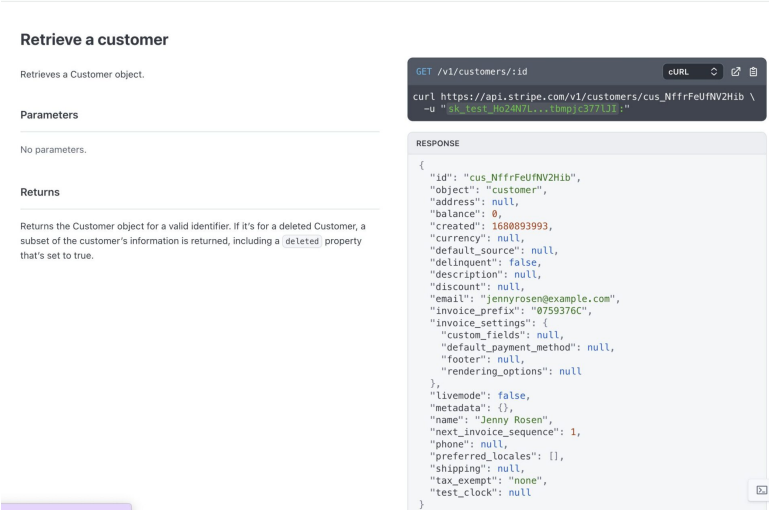 Retrieve a customer
Retrieves a Customer object.
Parameters
No parameters.
Returns
Returns the Customer object for a valid identifier. If it's for a deleted Customer, a
subset of the customer's information is returned, including a deleted property
that's set to true.
GET /v1/customers/:id
cURL
curl https://api.stripe.com/v1/customers/cus_NffrFeUfNV2Hib \
-u "sk_test_Ho24N7L...tbmpjc377lJI:"
RESPONSE
{
"id": "cus_NffrFeUfNV2Hib",
"object": "customer",
"address": null,
"balance": 0,
"created": 1680893993,
"currency": null,
"default_source": null,
"delinquent": false,
"description": null,
"discount": null,
"email": "jennyrosen@example.com",
"invoice_prefix": "0759376C",
"invoice_settings": {
"custom_fields": null,
"default_payment_method": null,
"footer": null,
"rendering_options": null
},
"livemode": false,
"metadata": {},
"name": "Jenny Rosen",
"next_invoice_sequence": 1,
"phone": null,
"preferred_locales": [],
"shipping": null,
"tax_exempt": "none",
"test_clock": null
}